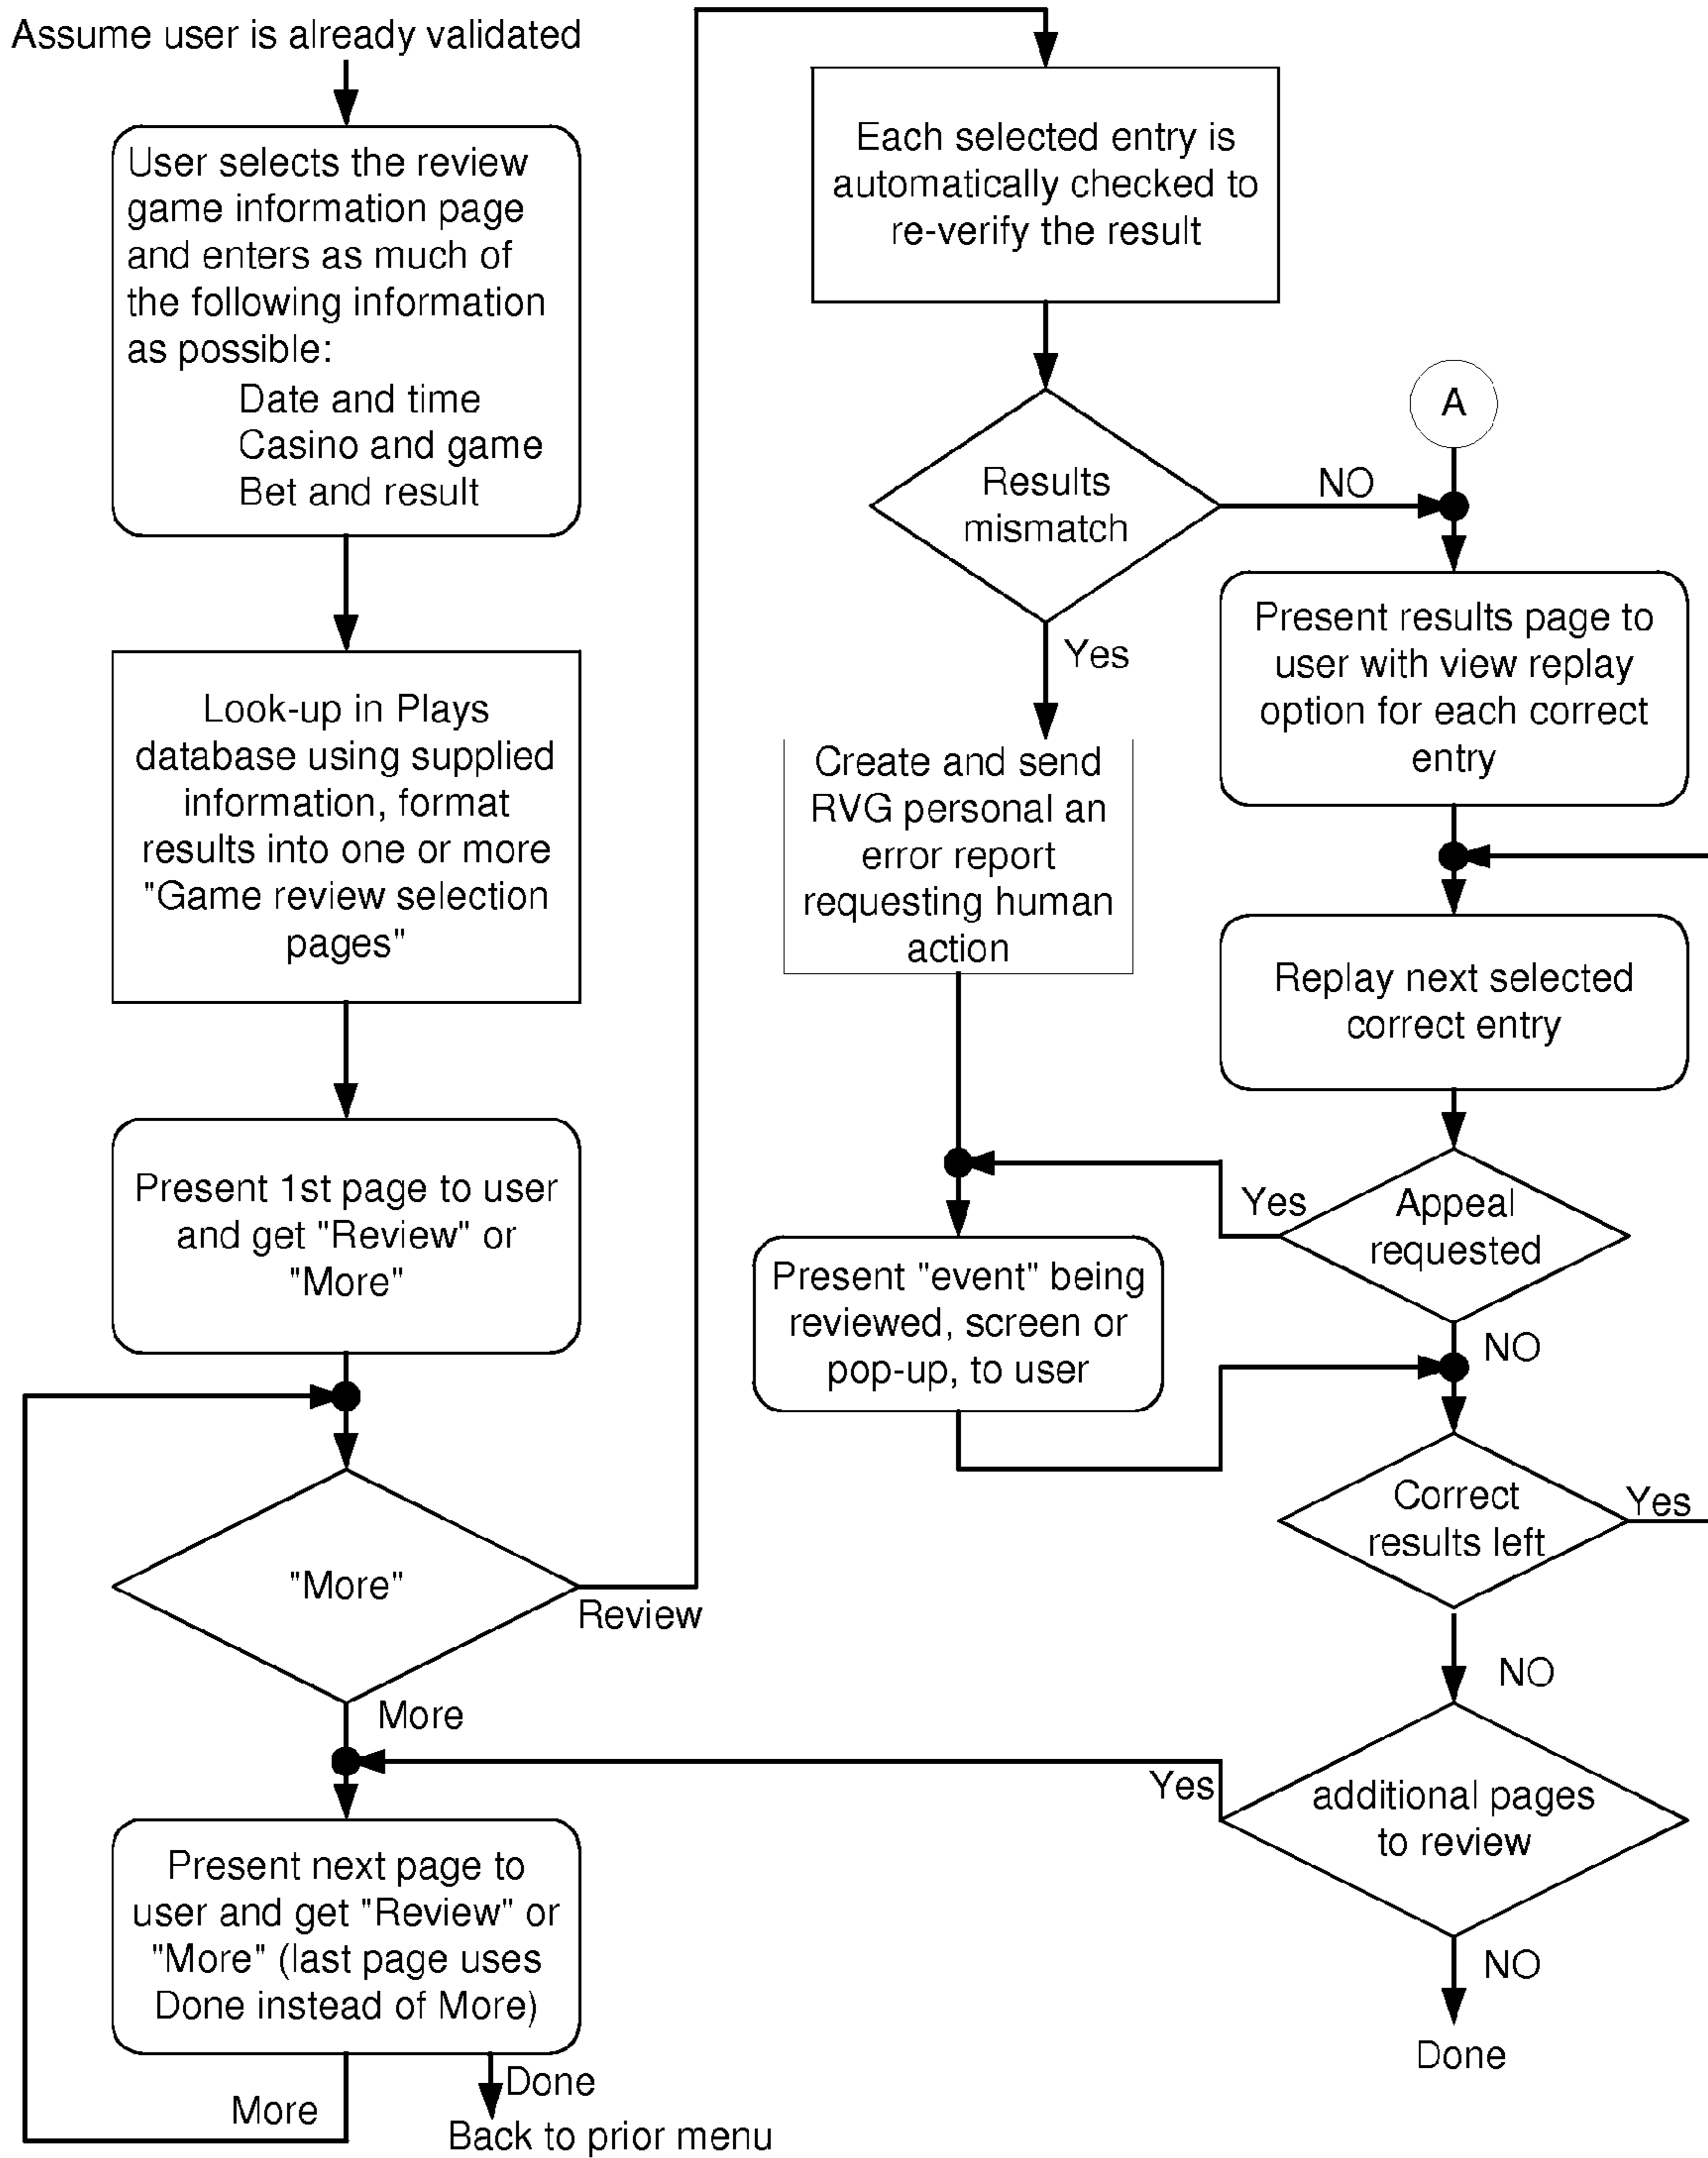 Assume user is already validated
User selects the review
game information page
and enters as much of
the following information
as possible:
Date and time
Casino and game
Bet and result
Look-up in Plays
database using supplied
information, format
results into one or more
"Game review selection
pages"
Present 1st page to user
and get "Review" or
"More"
"More"
Review
More
Present next page to
user and get "Review" or
"More" (last page uses
Done instead of More)
More
Done
Back to prior menu
Each selected entry is
automatically checked to
re-verify the result
Results
mismatch
NO
Yes
A
Create and send
RVG personal an
error report
requesting human
action
Present "event" being
reviewed, screen or
pop-up, to user
Present results page to
user with view replay
option for each correct
entry
Replay next selected
correct entry
Appeal
requested
Yes
NO
Correct
results left
Yes
NO
additional pages
to review
Yes
NO
Done